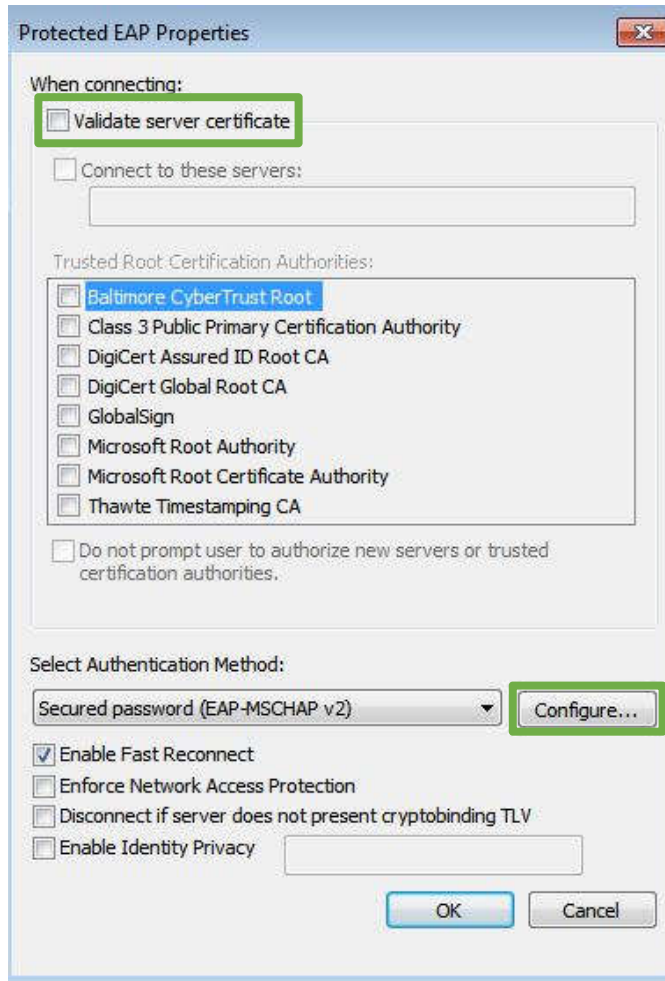 Protected EAP Properties
When connecting:
Validate server certificate
Connect to these servers:
Trusted Root Certification Authorities:
Baltimore CyberTrust Root
Class 3 Public Primary Certification Authority
DigiCert Assured ID Root CA
DigiCert Global Root CA
GlobalSign
Microsoft Root Authority
Microsoft Root Certificate Authority
Thawte Timestamping CA
Do not prompt user to authorize new servers or trusted
certification authorities.
Select Authentication Method:
Secured password (EAP-MSCHAP v2) Configure...
Enable Fast Reconnect
Enforce Network Access Protection
Disconnect if server does not present cryptobinding TLV
Enable Identity Privacy
OK Cancel